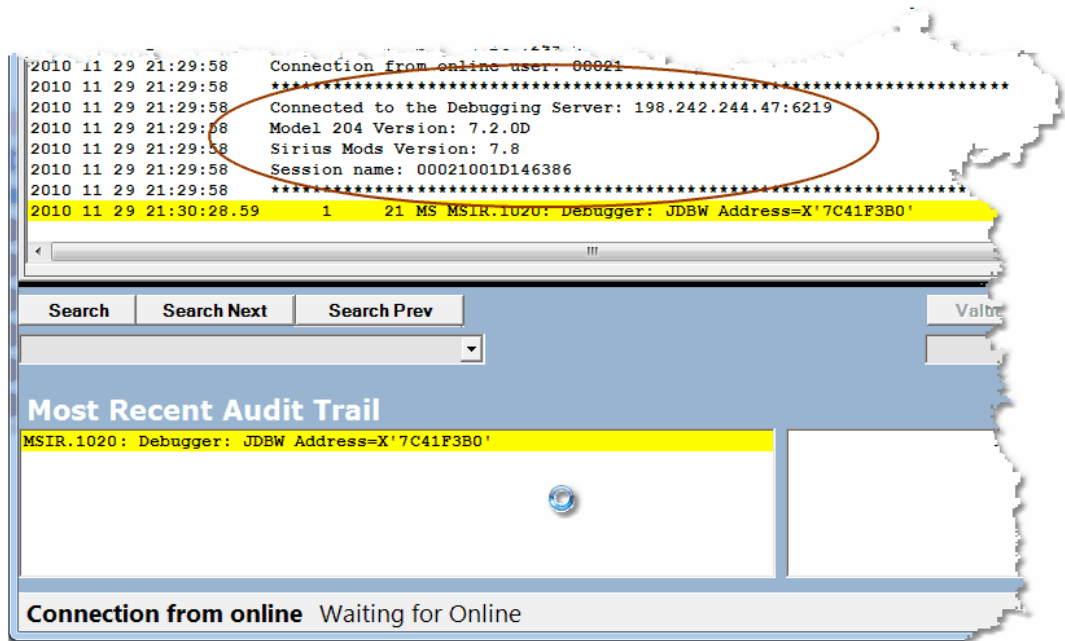 2010 11 29 21:29:58 Connection from online user: 00021
2010 11 29 21:29:58 ***********************************************************************
2010 11 29 21:29:58 Connected to the Debugging Server: 198.242.244.47:6219
2010 11 29 21:29:58 Model 204 Version: 7.2.0D
2010 11 29 21:29:58 Sirius Mods Version: 7.8
2010 11 29 21:29:58 Session name: 00021001D146386
2010 11 29 21:29:58 *******************************************************************
2010 11 29 21:30:28.59 1 21 MS MSIR.1020: Debugger: JDBW Address=X'7C41F3B0'
Search Search Next Search Prev
Most Recent Audit Trail
MSIR.1020: Debugger: JDBW Address=X'7C41F3B0'
Connection from online Waiting for Online